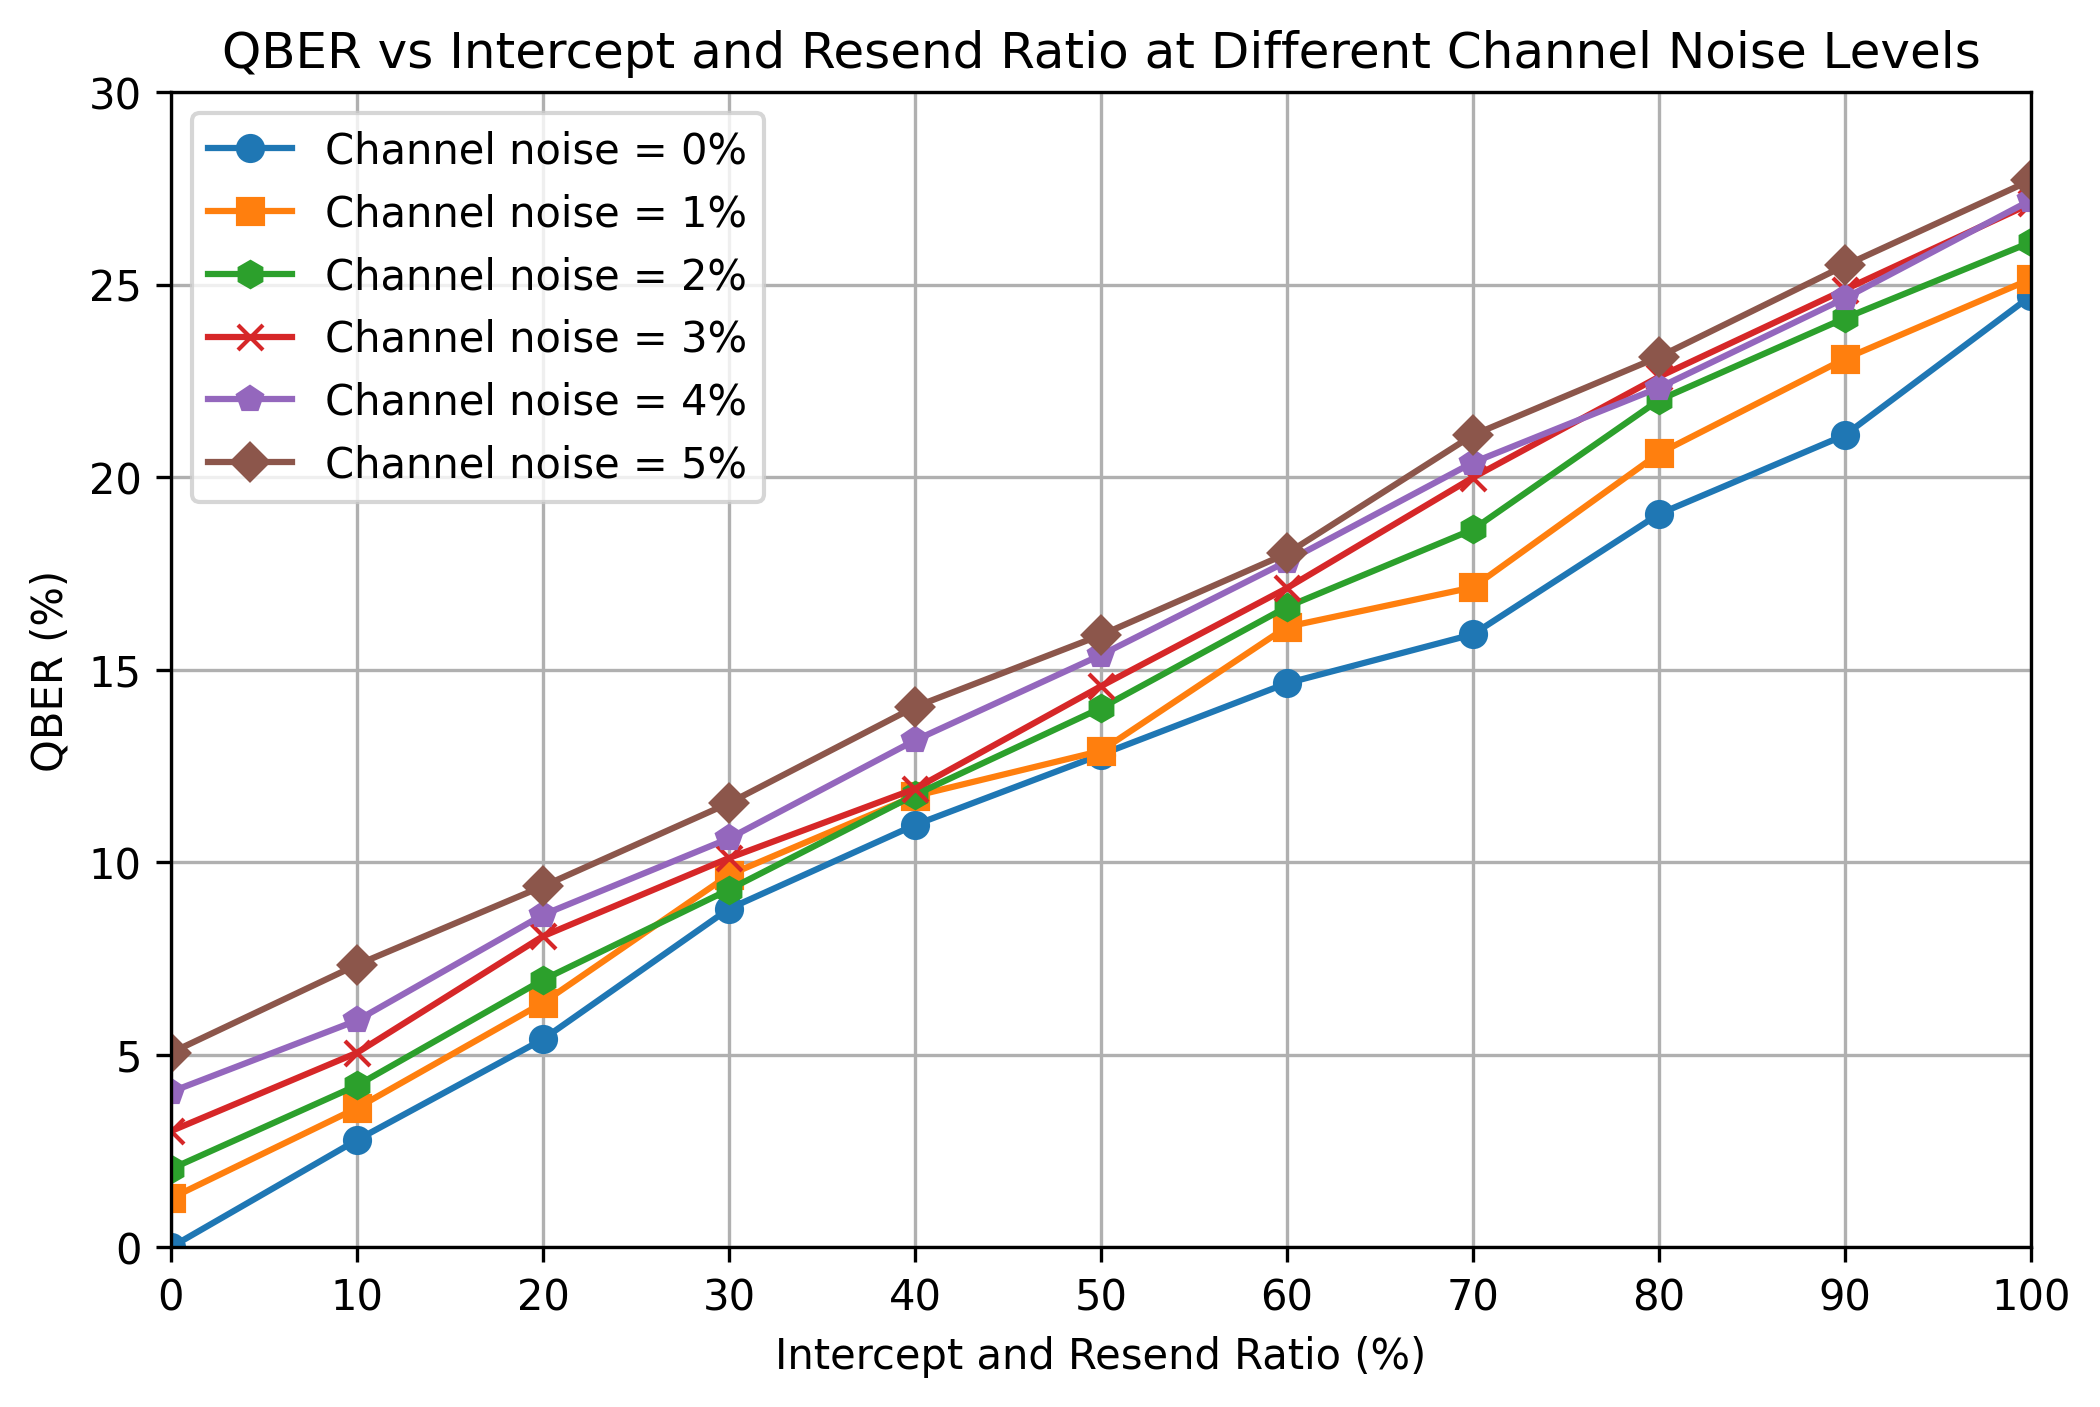 QBER vs Intercept and Resend Ratio at Different Channel Noise Levels
30
25
20
15
10
5
0
QBER (%)
Channel noise = 0%
Channel noise = 1%
Channel noise = 2%
Channel noise = 3%
Channel noise = 4%
Channel noise = 5%
0 10 20 30 40 50 60 70 80 90 100
Intercept and Resend Ratio (%)